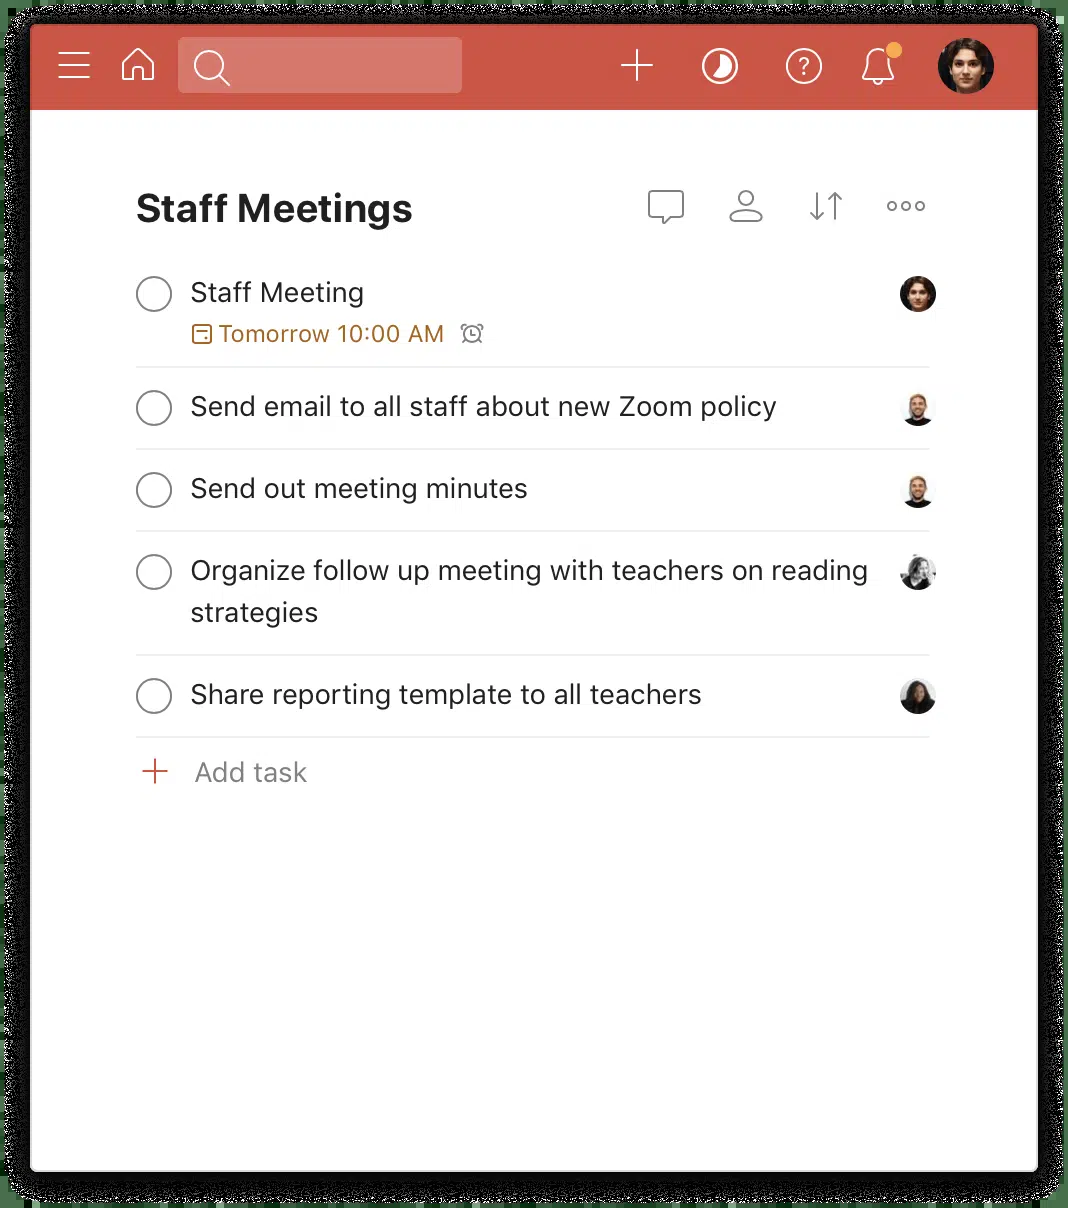 Staff Meetings
Staff Meeting
Tomorrow 10:00 AM
Send email to all staff about new Zoom policy
Send out meeting minutes
Organize follow up meeting with teachers on reading
strategies
Share reporting template to all teachers
Add task